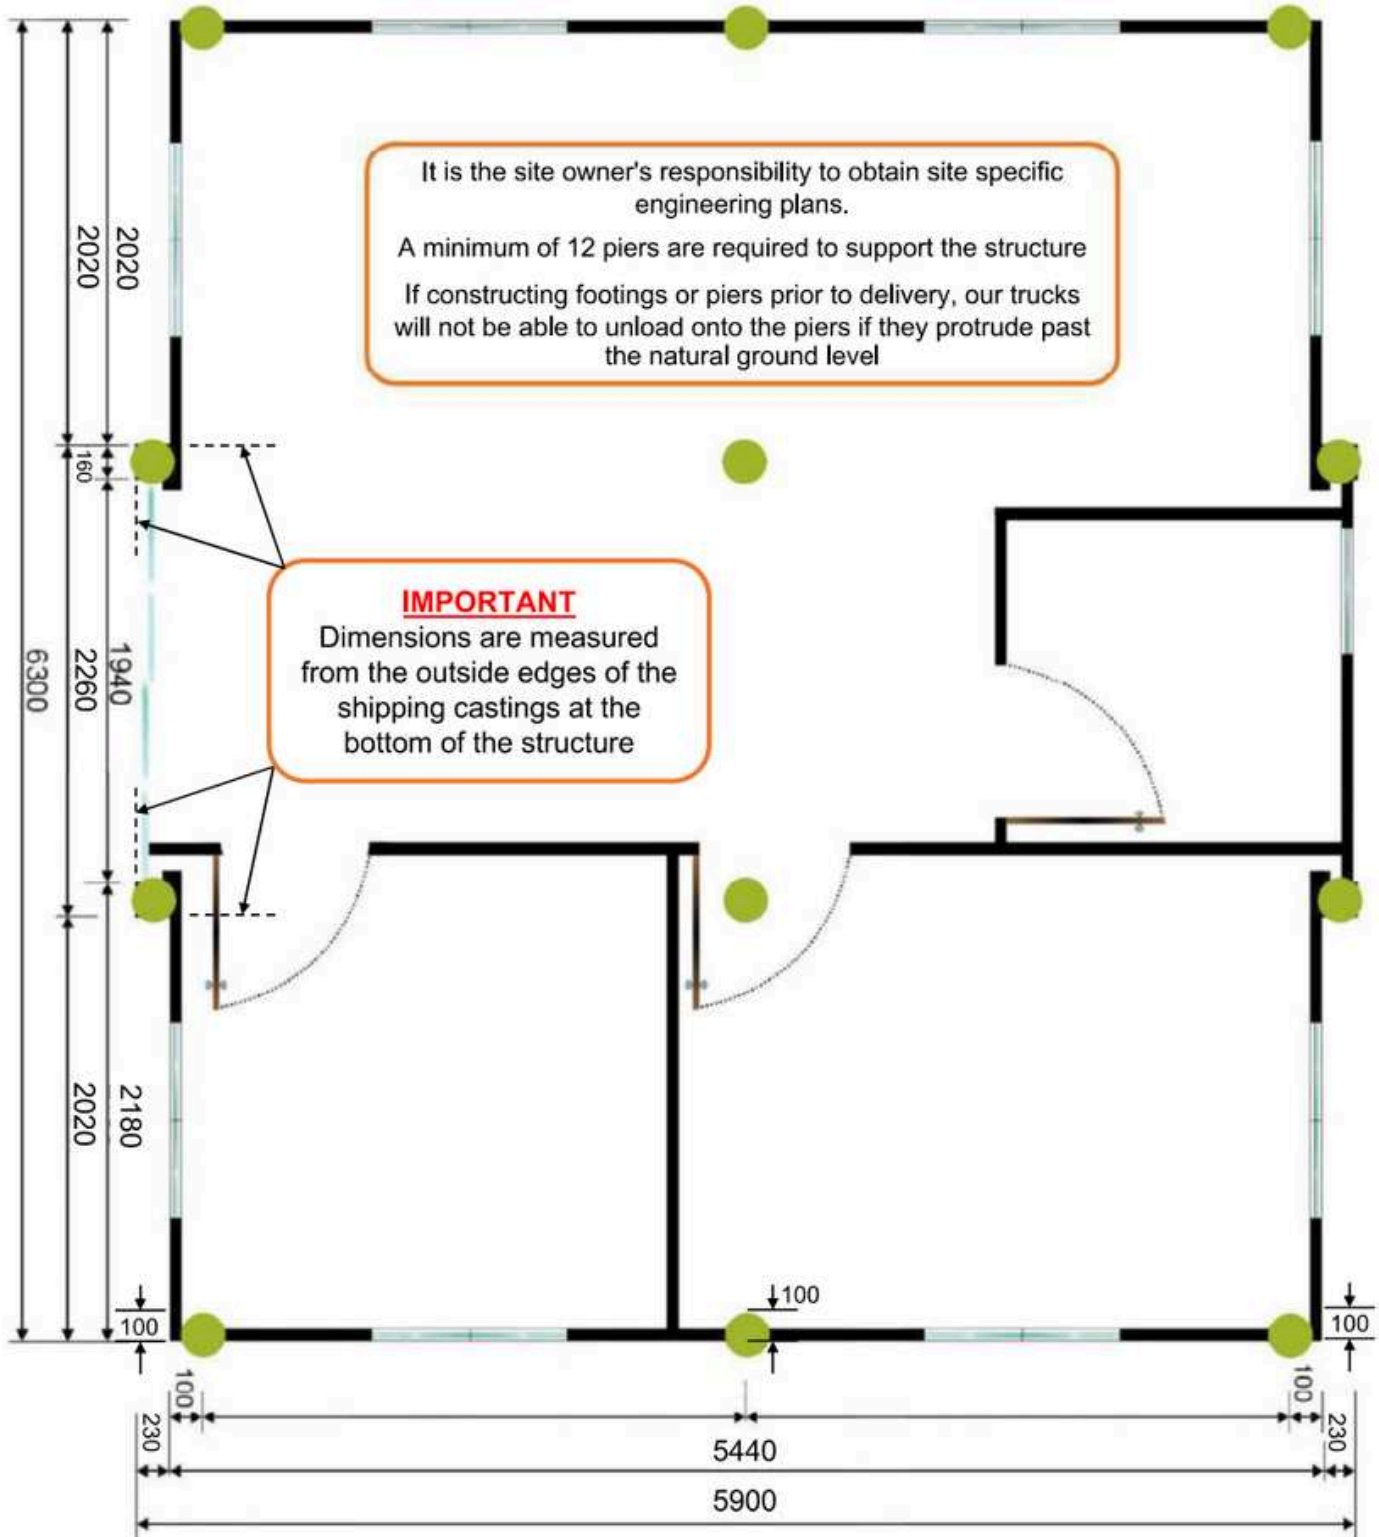 It is the site owner's responsibility to obtain site specific
engineering plans.
A minimum of 12 piers are required to support the structure
If constructing footings or piers prior to delivery, our trucks
will not be able to unload onto the piers if they protrude past
the natural ground level
2020
2020
160
IMPORTANT
Dimensions are measured
from the outside edges of the
shipping castings at the
bottom of the structure
6300
2260
1940
2020
2180
100
100
100
100
100
230
230
5440
5900